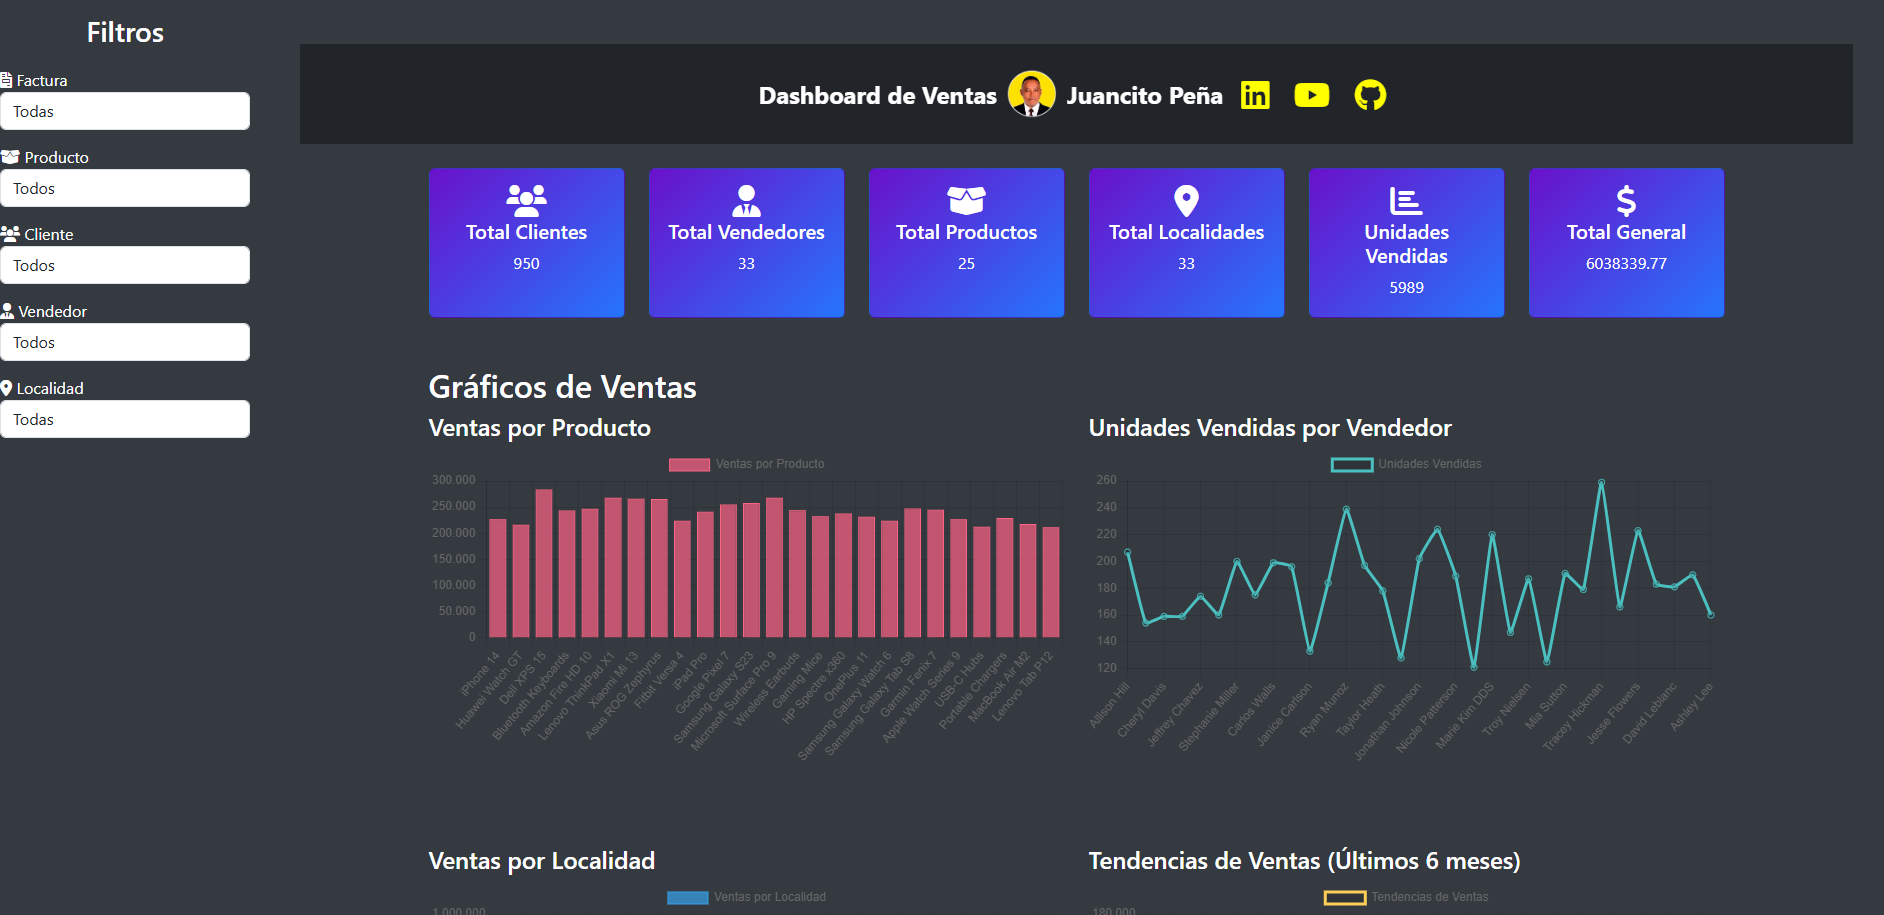 Filtros
Factura
Todas
Producto
Todos
Cliente
Todos
Vendedor
Todos
Localidad
Todas
Dashboard de Ventas Juancito Peña
Total Clientes
950
Total Vendedores
33
Total Productos
25
Total Localidades
33
Unidades
Vendidas
5989
Total General
6038339.77
Gráficos de Ventas
Ventas por Producto
Ventas por Producto
300.000
250.000
200.000
150.000
100.000
50.000
0
iPhone 14
Huawei Watch GT
Dell XPS 15
Bluetooth Keyboards
Amazon Fire HD 10
Lenovo ThinkPad X1
Xiaomi Mi 13
Asus ROG Zephyrus
Fitbit Versa 4
iPad Pro
Google Pixel 7
Samsung Galaxy S23
Microsoft Surface Pro 9
Wireless Earbuds
Gaming Mice
HP Spectre x360
OnePlus 11
Samsung Galaxy Watch 6
Samsung Galaxy Tab S8
Garmin Fenix 7
Apple Watch Series 9
USB-C Hubs
Portable Chargers
MacBook Air M2
Lenovo Tab P12
Unidades Vendidas por Vendedor
Unidades Vendidas
260
240
220
200
180
160
140
120
Allison Hill
Cheryl Davis
Jeffrey Chavez
Stephanie Miller
Carlos Walls
Janice Carlson
Ryan Munoz
Taylor Heath
Jonathan Johnson
Nicole Patterson
Marie Kim DDS
Troy Nielsen
Mia Sutton
Tracey Hickman
Jesse Flowers
David Leblanc
Ashley Lee
Ventas por Localidad
Ventas por Localidad
1.000.000
Tendencias de Ventas (Últimos 6 meses)
Tendencias de Ventas
180.000